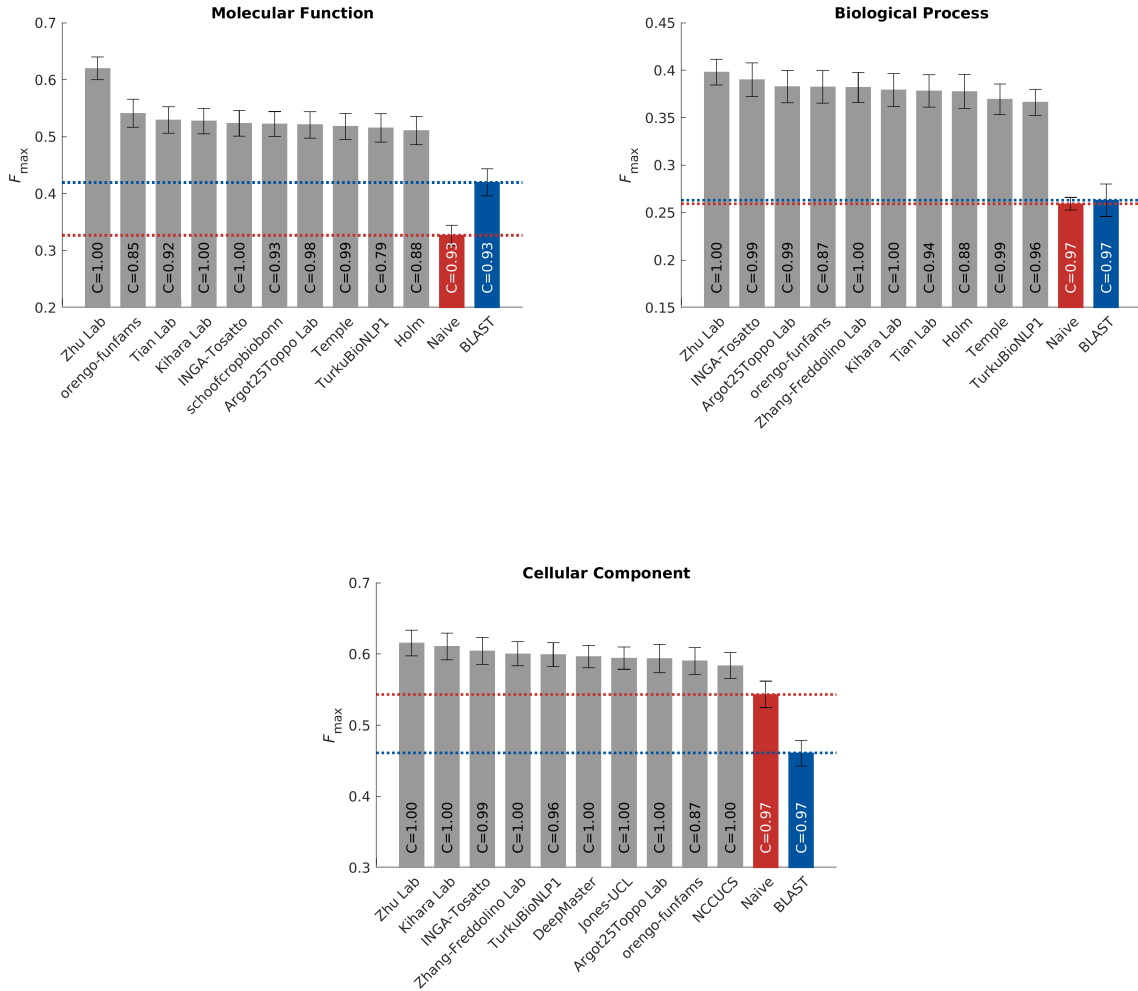 Molecular Function
0.7
0.6
0.5
0.4
0.3
0.2
Fmax
C=1.00
C=0.85
C=0.92
C=1.00
C=1.00
C=0.93
C=0.98
C=0.99
C=0.79
C=0.88
C=0.93
C=0.93
Zhu Lab
orengo-funfams
Tian Lab
Kihara Lab
INGA-Tosatto
schoofcropbiobonn
Argot25Toppo Lab
Temple
TurkuBioNLP1
Holm
Naive
BLAST
Biological Process
0.45
0.4
0.35
0.3
0.25
0.2
0.15
Fmax
C=1.00
C=0.99
C=0.99
C=0.87
C=1.00
C=1.00
C=0.94
C=0.88
C=0.99
C=0.96
C=0.97
C=0.97
Zhu Lab
INGA-Tosatto
Argot25Toppo Lab
orengo-funfams
Zhang-Freddolino Lab
Kihara Lab
Tian Lab
Holm
Temple
TurkuBioNLP1
Naive
BLAST
Cellular Component
0.7
0.6
0.5
0.4
0.3
Fmax
C=1.00
C=1.00
C=0.99
C=1.00
C=0.96
C=1.00
C=1.00
C=1.00
C=0.87
C=1.00
C=0.97
C=0.97
Zhu Lab
Kihara Lab
INGA-Tosatto
Zhang-Freddolino Lab
TurkuBioNLP1
DeepMaster
Jones-UCL
Argot25Toppo Lab
orengo-funfams
NCCUCS
Naive
BLAST